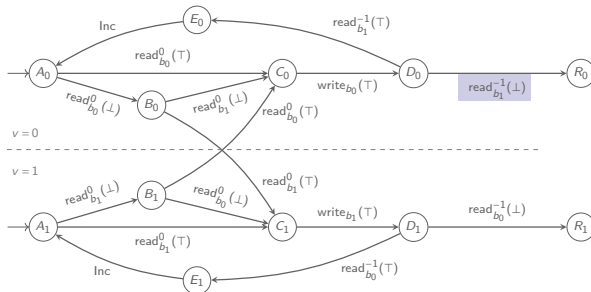 E₀
Inc
read⁻¹_b₁(⊤)
read⁰_b₀(⊤)
A₀
C₀
D₀
R₀
write_b₀(⊤)
read⁻¹_b₁(⊥)
read⁰_b₀(⊥)
B₀
read⁰_b₁(⊥)
read⁰_b₀(⊤)
v=0
v=1
read⁰_b₁(⊤)
read⁰_b₁(⊥)
B₁
read⁰_b₀(⊥)
write_b₁(⊤)
read⁻¹_b₀(⊥)
A₁
read⁰_b₁(⊤)
C₁
D₁
R₁
Inc
read⁻¹_b₀(⊤)
E₁